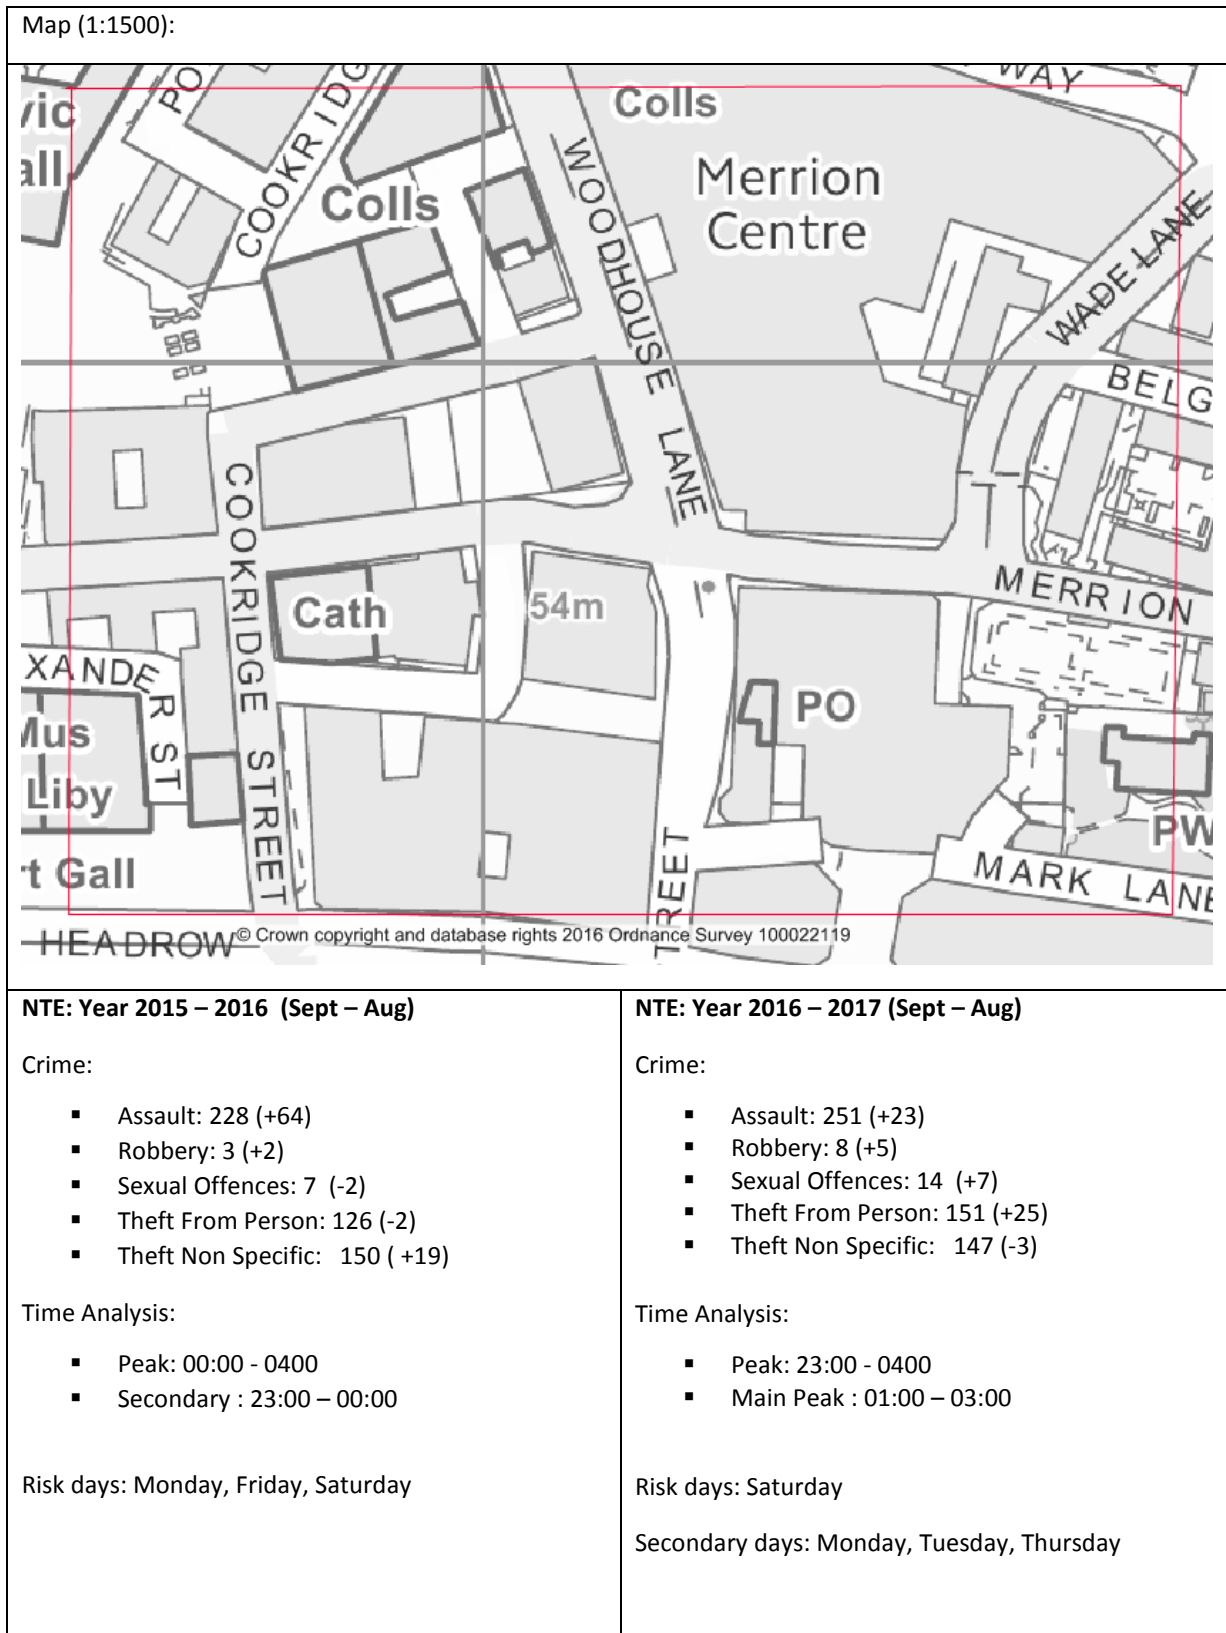 Map (1:1500):
PO
COOKRIDG
WAY
vic
all
Colls
Colls
WOODHOUSE LANE
Merrion
Centre
WADE LANE
BELG
COOKRIDGE STREET
Cath
54m
MERRION
XANDER ST
Mus
Liby
t Gall
PO
PW
TREET
MARK LANE
HEADROW
© Crown copyright and database rights 2016 Ordnance Survey 100022119
NTE: Year 2015 – 2016 (Sept – Aug)
Crime:
▪ Assault: 228 (+64)
▪ Robbery: 3 (+2)
▪ Sexual Offences: 7 (-2)
▪ Theft From Person: 126 (-2)
▪ Theft Non Specific: 150 ( +19)
Time Analysis:
▪ Peak: 00:00 - 0400
▪ Secondary : 23:00 – 00:00
Risk days: Monday, Friday, Saturday
NTE: Year 2016 – 2017 (Sept – Aug)
Crime:
▪ Assault: 251 (+23)
▪ Robbery: 8 (+5)
▪ Sexual Offences: 14 (+7)
▪ Theft From Person: 151 (+25)
▪ Theft Non Specific: 147 (-3)
Time Analysis:
▪ Peak: 23:00 - 0400
▪ Main Peak : 01:00 – 03:00
Risk days: Saturday
Secondary days: Monday, Tuesday, Thursday